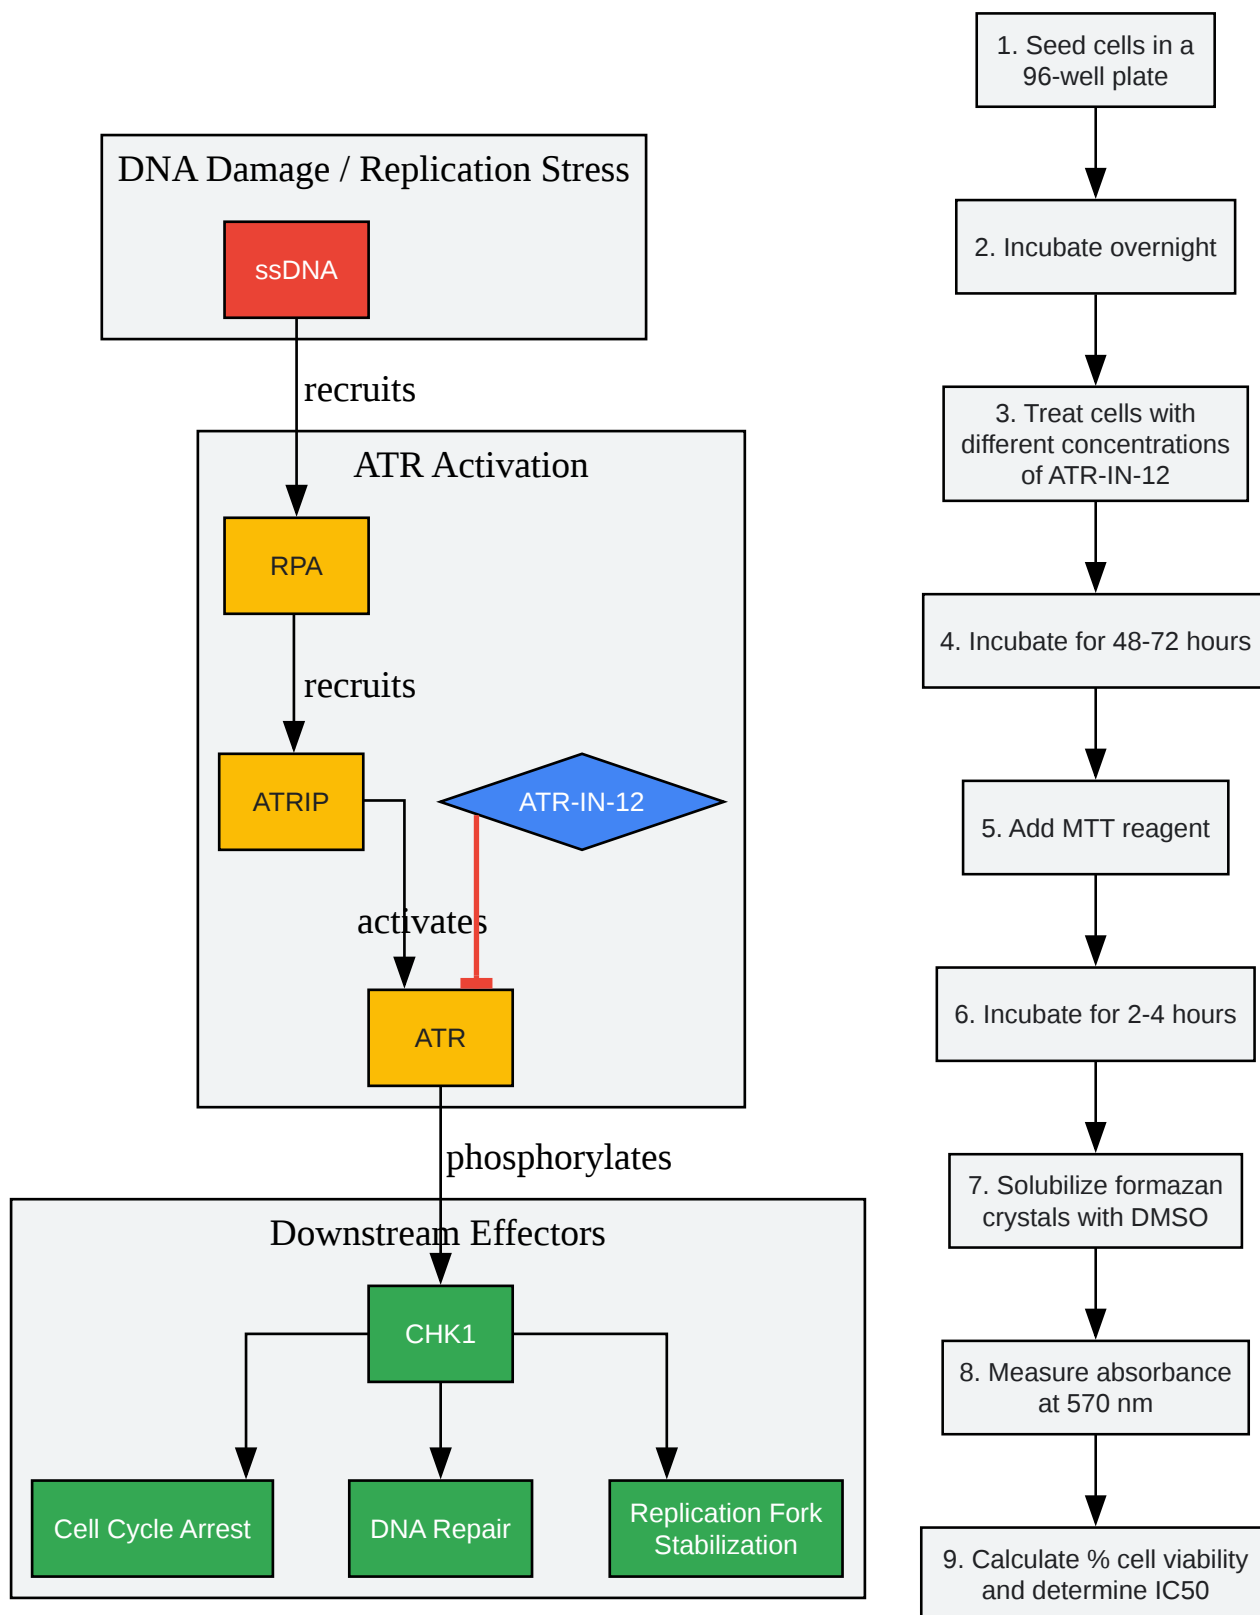 DNA Damage / Replication Stress
ssDNA
recruits
ATR Activation
RPA
recruits
ATRIP
ATR-IN-12
activates
ATR
phosphorylates
Downstream Effectors
CHK1
Cell Cycle Arrest
DNA Repair
Replication Fork
Stabilization
1. Seed cells in a
96-well plate
2. Incubate overnight
3. Treat cells with
different concentrations
of ATR-IN-12
4. Incubate for 48-72 hours
5. Add MTT reagent
6. Incubate for 2-4 hours
7. Solubilize formazan
crystals with DMSO
8. Measure absorbance
at 570 nm
9. Calculate % cell viability
and determine IC50